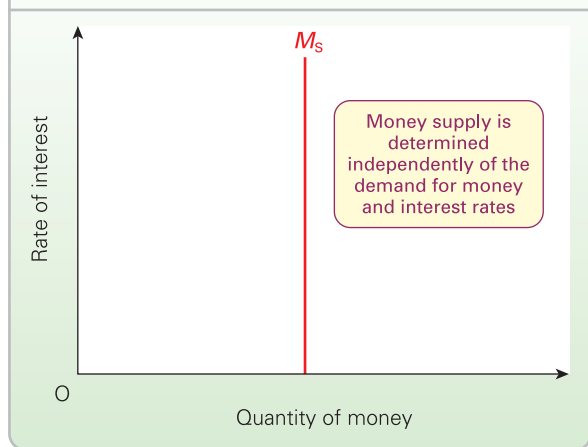 Ms
Money supply is
determined
independently of the
demand for money
and interest rates
Rate of interest
O
Quantity of money